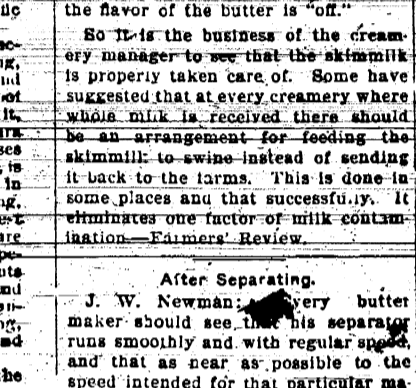 the flavor of the butter is "off."
So it is the business of the cream-
ery manager to see that the skimmilk
is properly taken care of. Some have
suggested that at every creamery where
whole milk is received there should
be an arrangement for feeding the
skimmilk to swine instead of sending
it back to the farms. This is done in
some places and that successfully. It
eliminates one factor of milk contam-
ination—Farmers' Review.
After Separating.
J. W. Newman: every butter
maker should see that his separator
runs smoothly and with regular speed,
and that as near as possible to the
speed intended for that particular ma